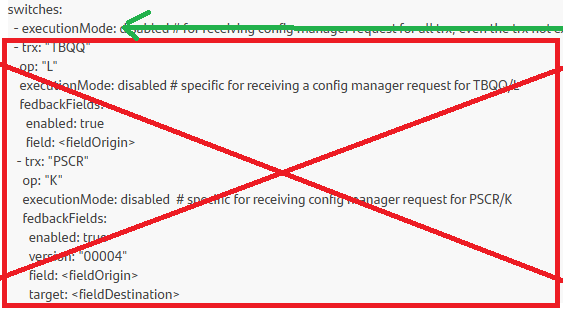 switches:
- executionMode: disabled # for receiving config manager request for all trx, even the trx not
- trx: "TBQQ"
op: "L"
executionMode: disabled # specific for receiving a config manager request for TBQQ/L
fedbackFields:
enabled: true
field: <fieldOrigin>
- trx: "PSCR"
op: "K"
executionMode: disabled # specific for receiving config manager request for PSCR/K
fedbackFields:
enabled: true
version: "00004"
field: <fieldOrigin>
target: <fieldDestination>